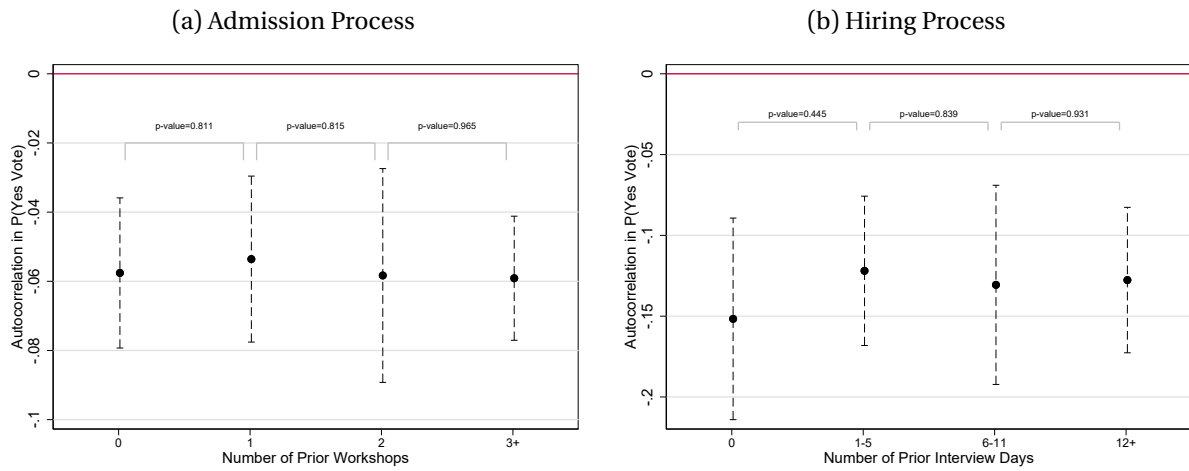 (a) Admission Process
0
-.02
-.04
-.06
-.08
-.1
Autocorrelation in P(Yes Vote)
p-value=0.811
p-value=0.815
p-value=0.965
0
1
2
3+
Number of Prior Workshops
(b) Hiring Process
0
-.05
-.1
-.15
-.2
Autocorrelation in P(Yes Vote)
p-value=0.445
p-value=0.839
p-value=0.931
0
1-5
6-11
12+
Number of Prior Interview Days